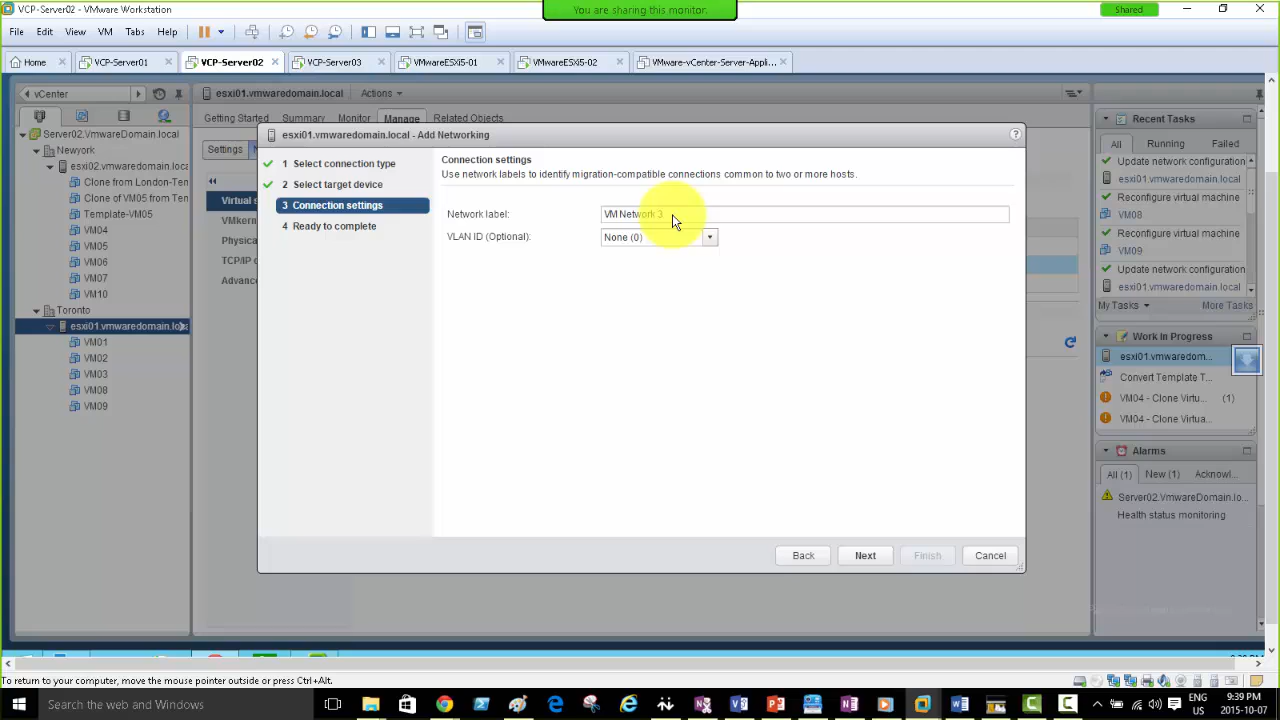 VCP-Server02 - VMware Workstation
You are sharing this monitor.
Shared
File Edit View VM Tabs Help
Home VCP-Server01 VCP-Server02 VCP-Server03 VMwareESXi5-01 VMwareESXi5-02 VMware-vCenter-Server-Appli...
vCenter
esxi01.vmwaredomain.local Actions
Getting Started Summary Monitor Manage Related Objects
Server02.VmwareDomain.local
Newyork
esxi02.vmwaredomain.local
Clone from London-Ten
Clone of VM05 from Tem
Template-VM05
VM04
VM05
VM06
VM07
VM10
Toronto
esxi01.vmwaredomain.loca
VM01
VM02
VM03
VM08
VM09
Settings
Virtual s
VMkern
Physica
TCP/IP c
Advance
esxi01.vmwaredomain.local - Add Networking
1 Select connection type
2 Select target device
3 Connection settings
4 Ready to complete
Connection settings
Use network labels to identify migration-compatible connections common to two or more hosts.
Network label: VM Network 3
VLAN ID (Optional): None (0)
Back Next Finish Cancel
Recent Tasks
All Running Failed
Update network configuration
esxi01.vmwaredomain.local
Reconfigure virtual machine
VM08
Reconfigure virtual machine
VM09
Update network configuration
esxi01.vmwaredomain.local
My Tasks More Tasks
Work In Progress
esxi01.vmwaredom...
Convert Template T...
VM04 - Clone Virtu... (1)
VM04 - Clone Virtua...
Alarms
All (1) New (1) Acknowl...
Server02.VmwareDomain.lo...
Health status monitoring
To return to your computer, move the mouse pointer outside or press Ctrl+Alt.
Search the web and Windows
ENG
US
9:39 PM
2015-10-07